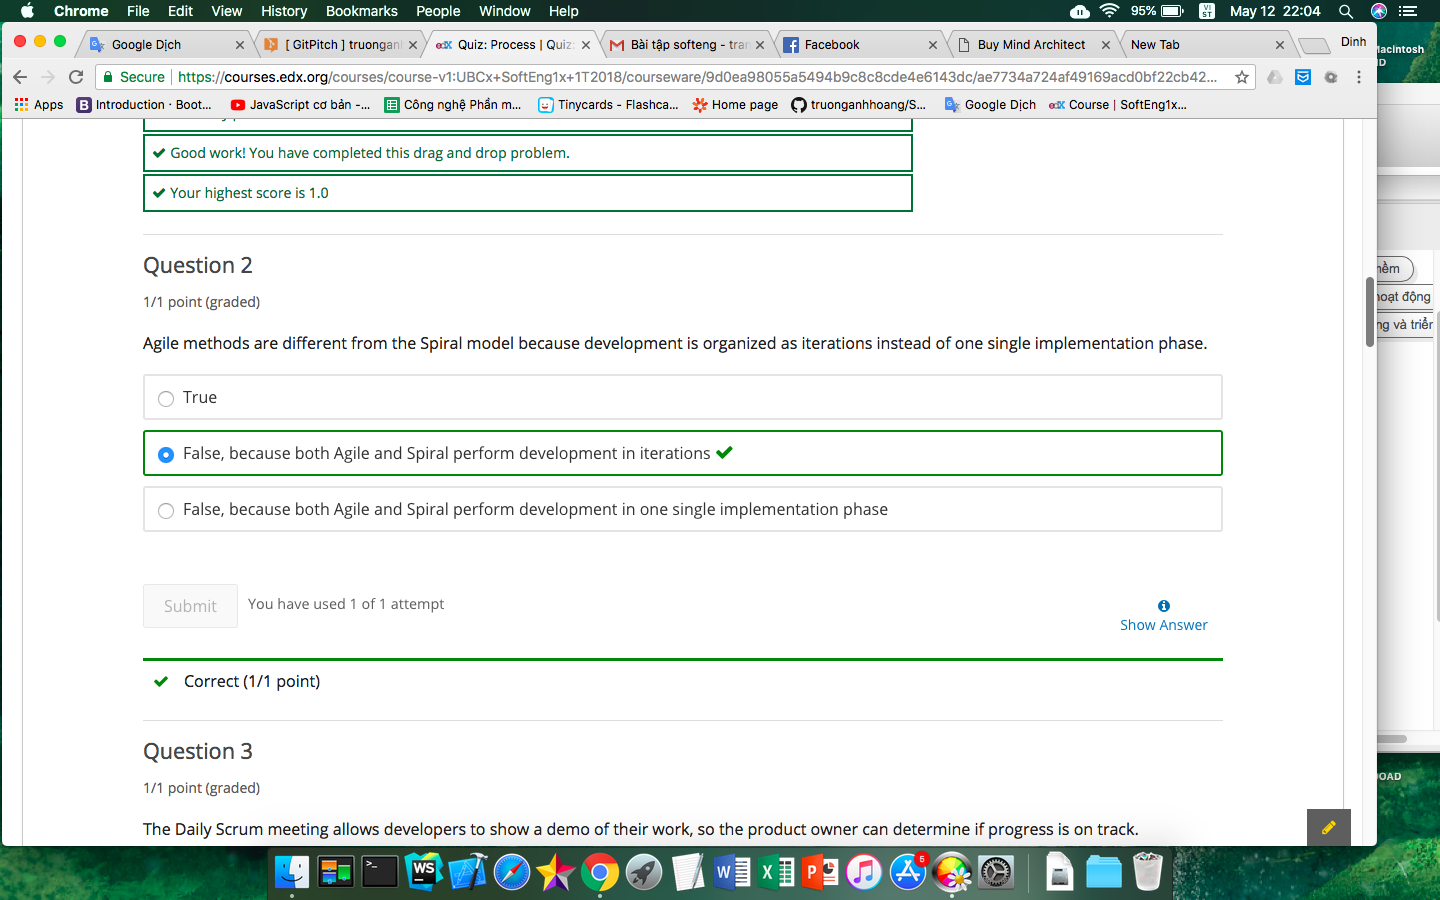 Chrome File Edit View History Bookmarks People Window Help 95% VI ST May 12 22:04
Google Dịch [ GitPitch ] truongan Quiz: Process | Quiz: Bài tập softeng - tran Facebook Buy Mind Architect New Tab Dinh
Secure https://courses.edx.org/courses/course-v1:UBCx+SoftEng1x+1T2018/courseware/9d0ea98055a5494b9c8c8cde4e6143dc/ae7734a724af49169acd0bf22cb42...
Apps Introduction · Boot... JavaScript cơ bản -... Công nghệ Phần m... Tinycards - Flashca... Home page truonganhhoang/S... Google Dịch Course | SoftEng1x...
Good work! You have completed this drag and drop problem.
Your highest score is 1.0
Question 2
1/1 point (graded)
Agile methods are different from the Spiral model because development is organized as iterations instead of one single implementation phase.
True
False, because both Agile and Spiral perform development in iterations
False, because both Agile and Spiral perform development in one single implementation phase
Submit You have used 1 of 1 attempt
Show Answer
Correct (1/1 point)
Question 3
1/1 point (graded)
The Daily Scrum meeting allows developers to show a demo of their work, so the product owner can determine if progress is on track.
Macintosh
HD
hoạt động
WS
5